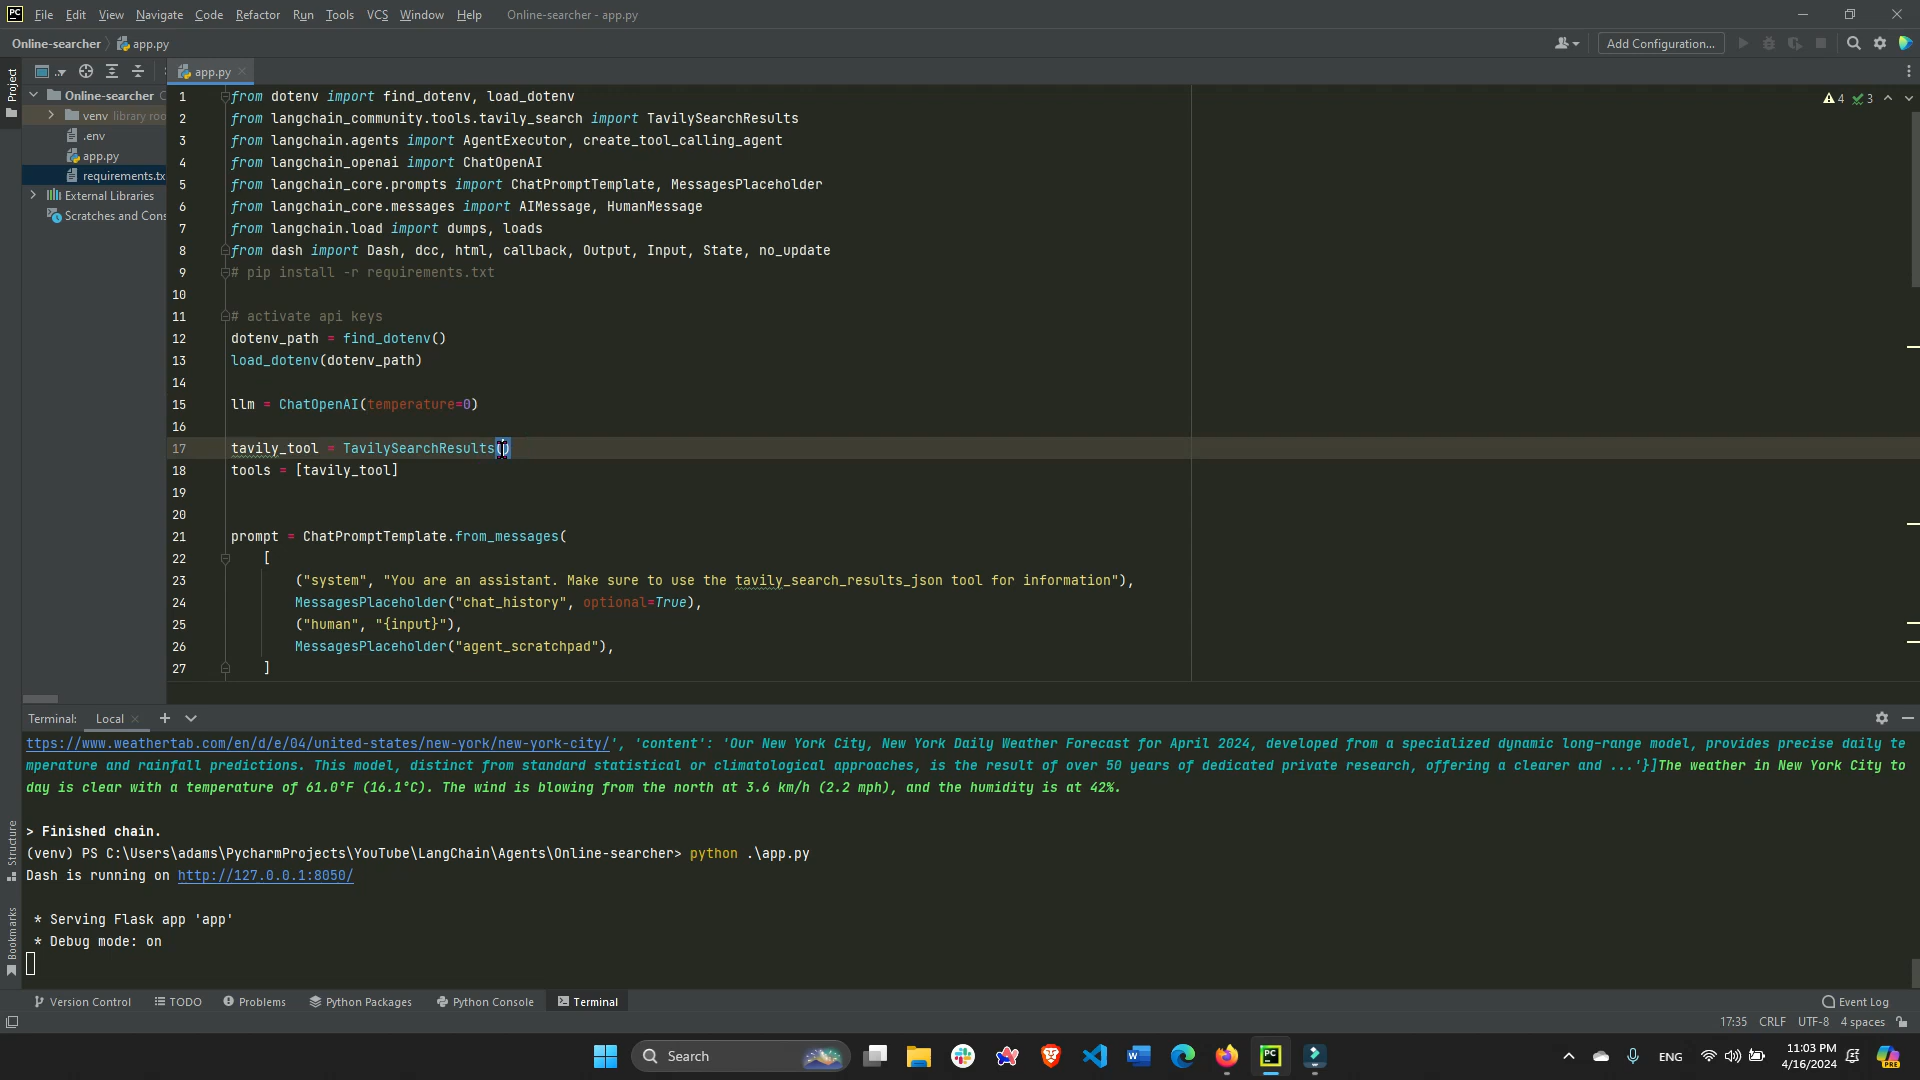 PC File Edit View Navigate Code Refactor Run Tools VCS Window Help Online-searcher - app.py
Online-searcher app.py Add Configuration...
Project
app.py
Online-searcher
venv library roo
.env
app.py
requirements.tx
External Libraries
Scratches and Cons
4 3
1 from dotenv import find_dotenv, load_dotenv
2 from langchain_community.tools.tavily_search import TavilySearchResults
3 from langchain.agents import AgentExecutor, create_tool_calling_agent
4 from langchain_openai import ChatOpenAI
5 from langchain_core.prompts import ChatPromptTemplate, MessagesPlaceholder
6 from langchain_core.messages import AIMessage, HumanMessage
7 from langchain.load import dumps, loads
8 from dash import Dash, dcc, html, callback, Output, Input, State, no_update
9 # pip install -r requirements.txt
10
11 # activate api keys
12 dotenv_path = find_dotenv()
13 load_dotenv(dotenv_path)
14
15 llm = ChatOpenAI(temperature=0)
16
17 tavily_tool = TavilySearchResults()
18 tools = [tavily_tool]
19
20
21 prompt = ChatPromptTemplate.from_messages(
22 [
23 ("system", "You are an assistant. Make sure to use the tavily_search_results_json tool for information"),
24 MessagesPlaceholder("chat_history", optional=True),
25 ("human", "{input}"),
26 MessagesPlaceholder("agent_scratchpad"),
27 ]
Terminal: Local
ttps://www.weathertab.com/en/d/e/04/united-states/new-york/new-york-city/', 'content': 'Our New York City, New York Daily Weather Forecast for April 2024, developed from a specialized dynamic long-range model, provides precise daily te
mperature and rainfall predictions. This model, distinct from standard statistical or climatological approaches, is the result of over 50 years of dedicated private research, offering a clearer and ...'}]The weather in New York City to
day is clear with a temperature of 61.0°F (16.1°C). The wind is blowing from the north at 3.6 km/h (2.2 mph), and the humidity is at 42%.
> Finished chain.
(venv) PS C:\Users\adams\PycharmProjects\YouTube\LangChain\Agents\Online-searcher> python .\app.py
Dash is running on http://127.0.0.1:8050/
* Serving Flask app 'app'
* Debug mode: on
Structure
Bookmarks
Version Control TODO Problems Python Packages Python Console Terminal Event Log
17:35 CRLF UTF-8 4 spaces
Search
ENG
11:03 PM
4/16/2024
PRE